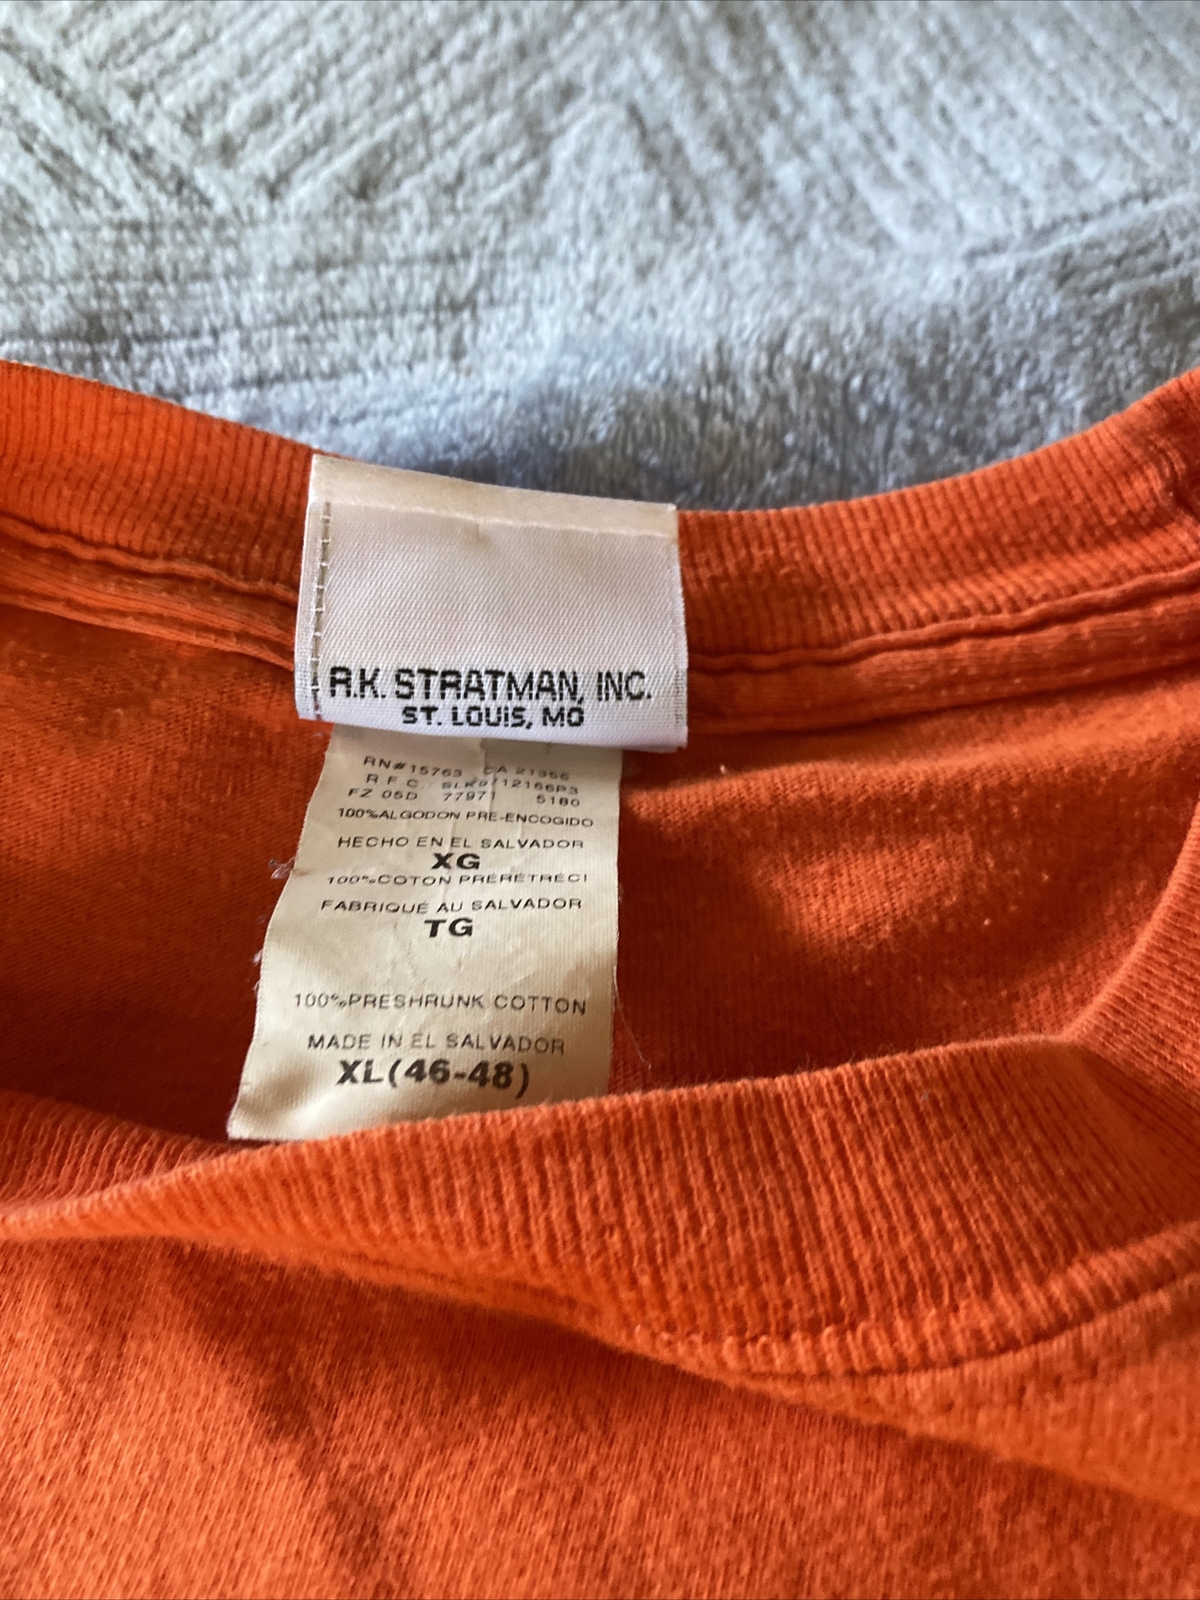 R.K. STRATMAN, INC.
ST. LOUIS, MO
RN#15763 CA 21356
R F C. SLR9712166P3
FZ 05D 77971 5180
100%ALGODON PRE-ENCOGIDO
HECHO EN EL SALVADOR
XG
100%COTON PRERETRECI
FABRIQUE AU SALVADOR
TG
100%PRESHRUNK COTTON
MADE IN EL SALVADOR
XL(46-48)